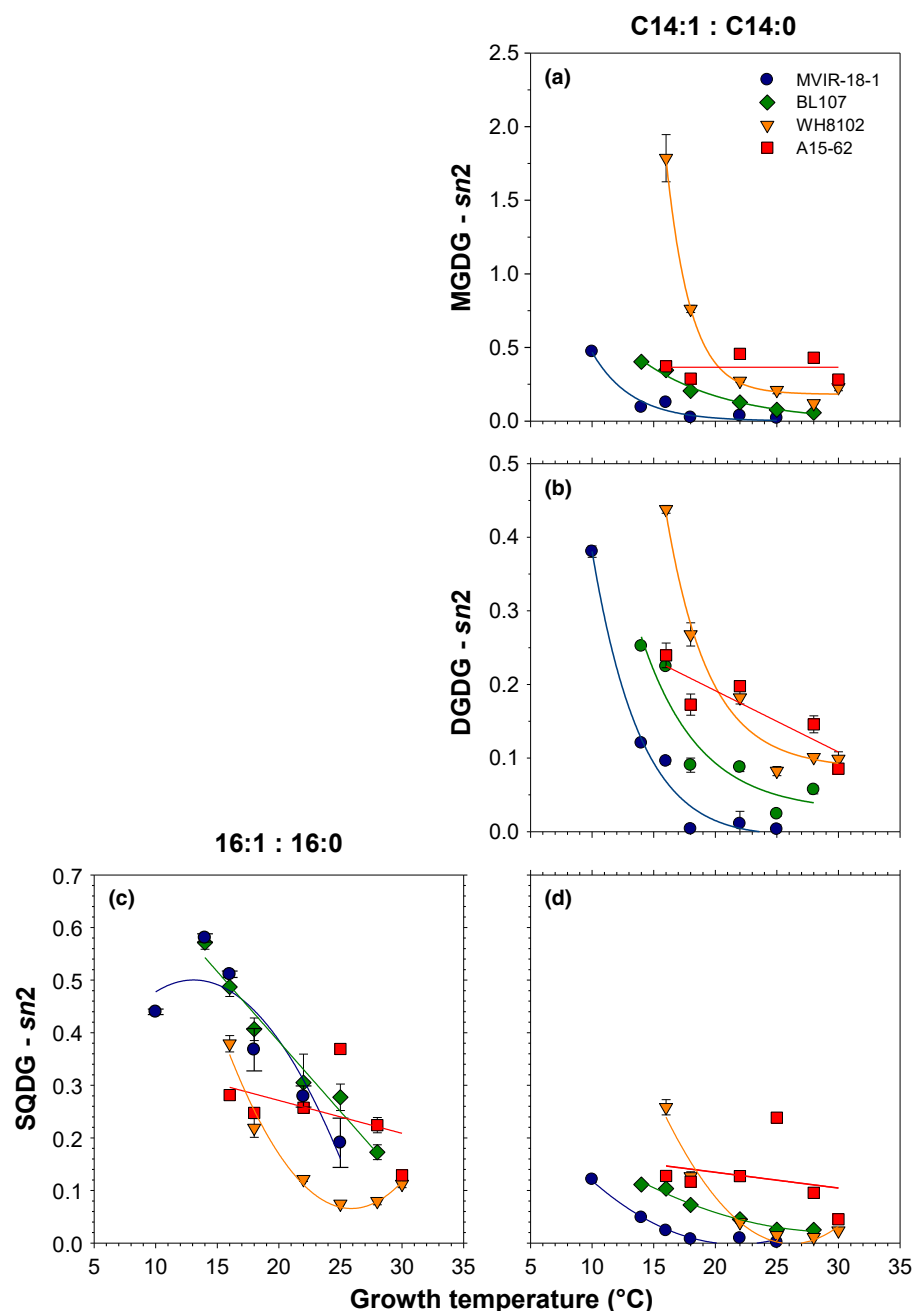 C14:1 : C14:0
(a)
MVIR-18-1
BL107
WH8102
A15-62
MGDG - sn2
2.5
2.0
1.5
1.0
0.5
0.0
(b)
DGDG - sn2
0.5
0.4
0.3
0.2
0.1
0.0
16:1 : 16:0
(c)
(d)
SQDG - sn2
0.7
0.6
0.5
0.4
0.3
0.2
0.1
0.0
5 10 15 20 25 30 35 5 10 15 20 25 30 35
Growth temperature (°C)